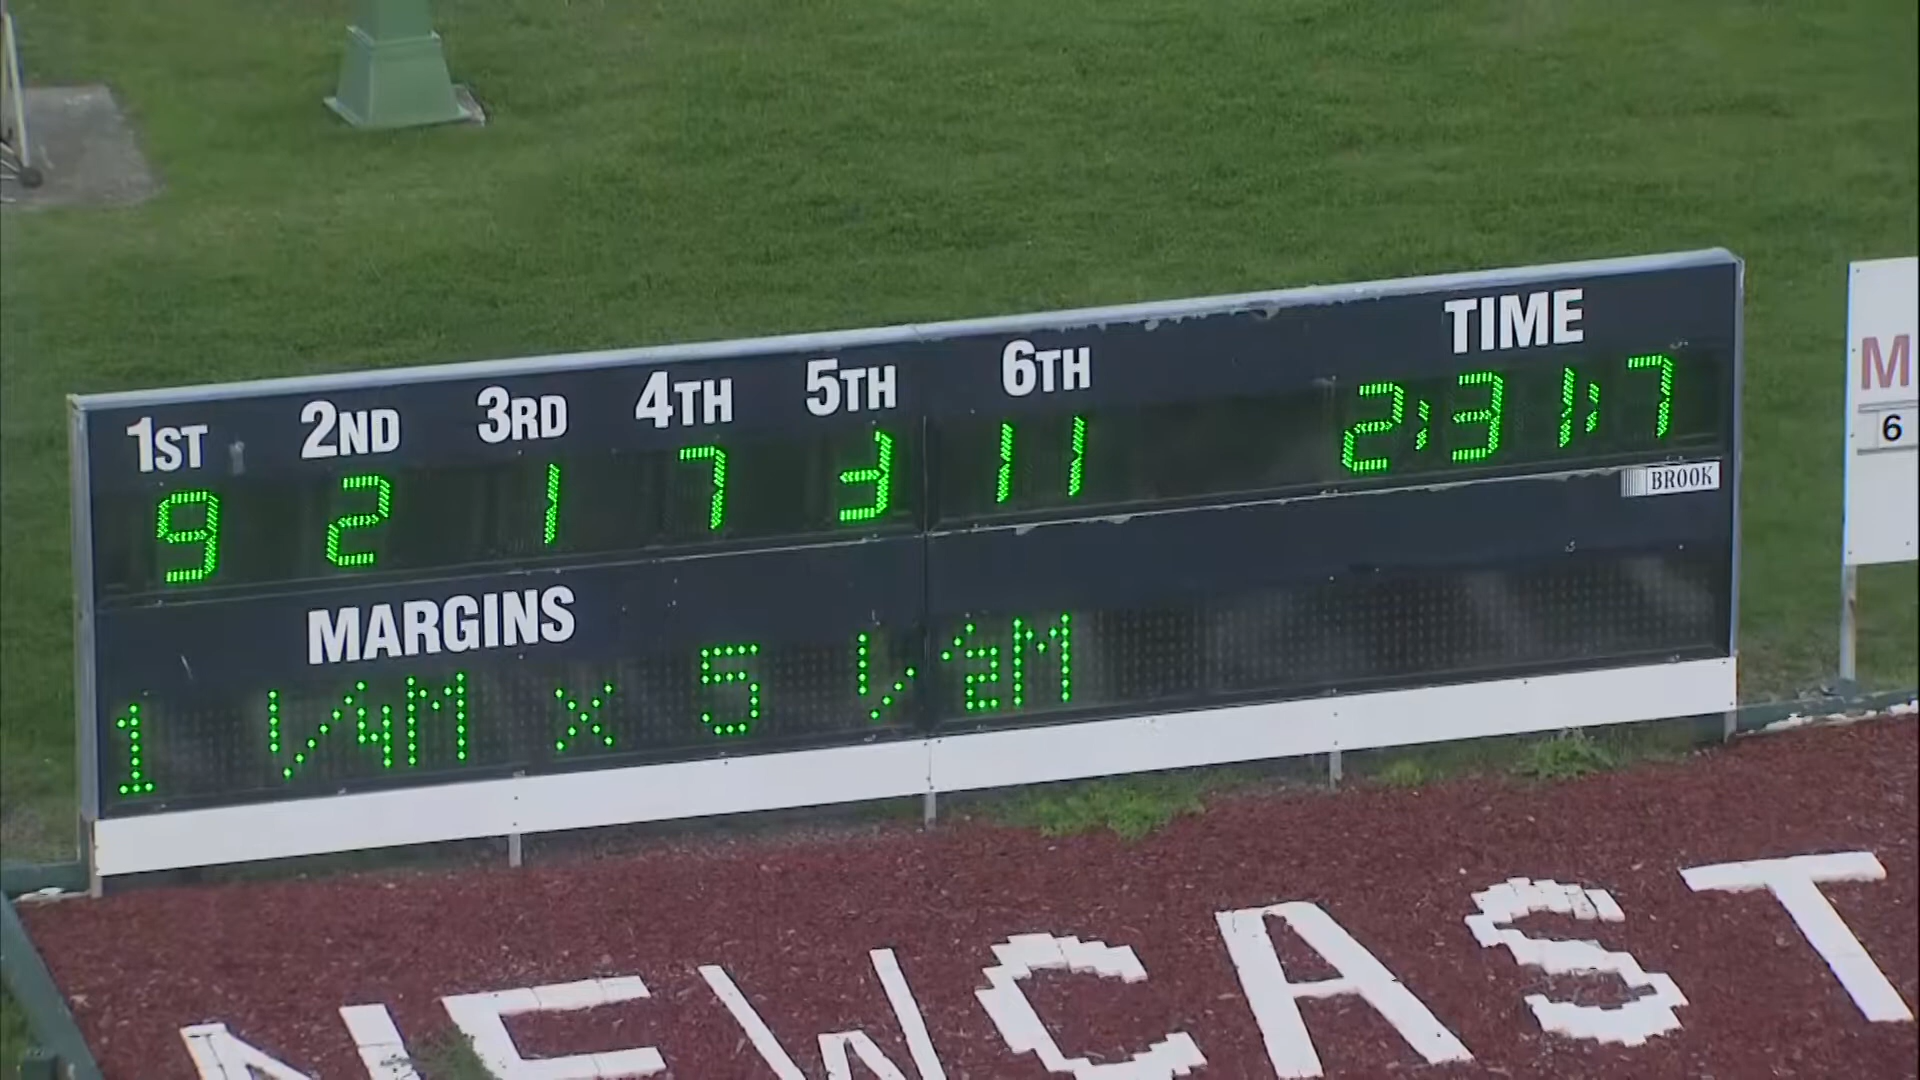 1ST 2ND 3RD 4TH 5TH 6TH TIME
9 2 1 7 3 11 2:31:7
BROOK
MARGINS
1 1/4M x 5 1/2M
M
6
NEWCAST